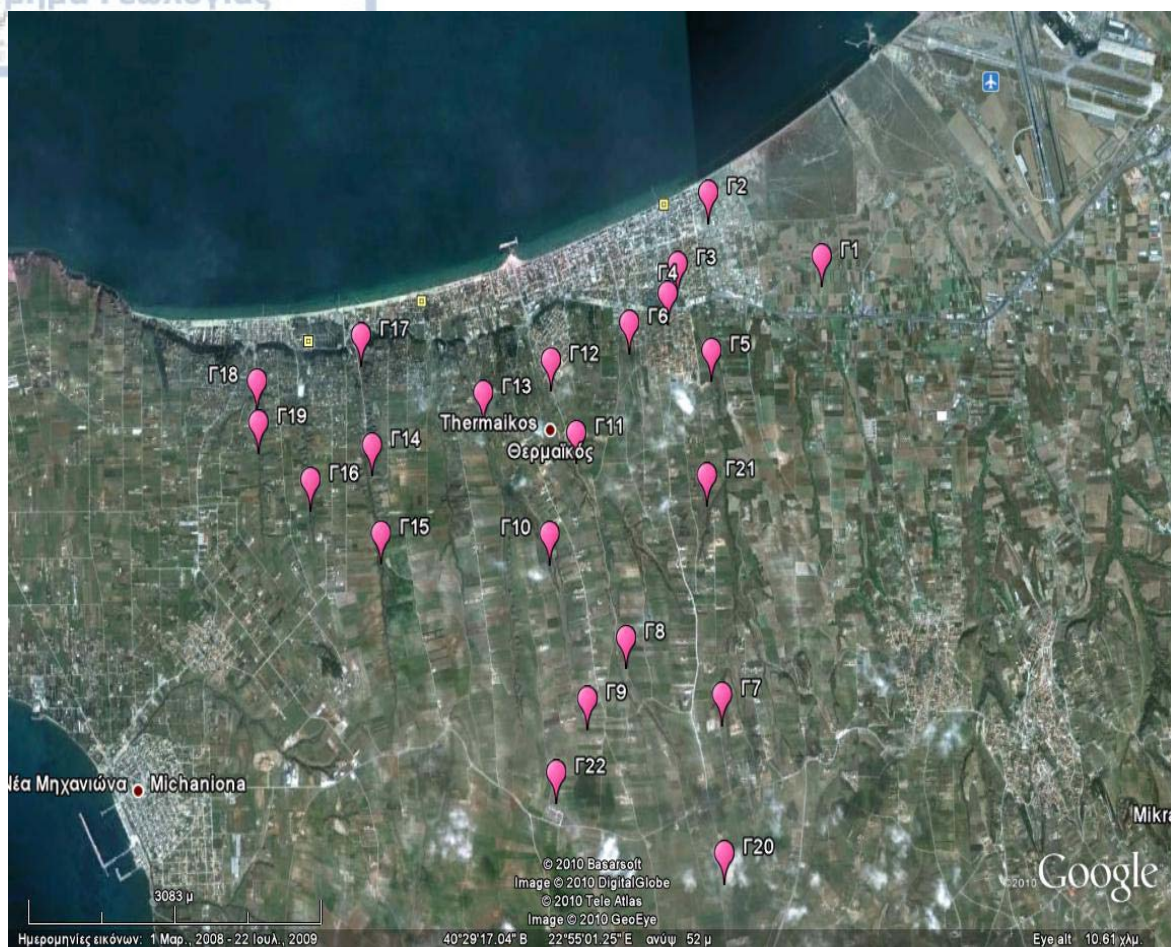 Τμήμα Γεωλογίας
Γ2
Γ3
Γ1
Γ4
Γ6
Γ17
Γ12
Γ5
Γ18
Γ13
Γ19
Thermaikos
Γ11
Γ14
Θερμαϊκός
Γ16
Γ21
Γ15
Γ10
Γ8
Γ9
Γ7
Γ22
Νέα Μηχανιώνα
Michaniona
Mikra
Γ20
© 2010 Basarsoft
Image © 2010 DigitalGlobe
© 2010 Tele Atlas
Image © 2010 GeoEye
©2010 Google
3083 μ
Ημερομηνίες εικόνων: 1 Μαρ., 2008 - 22 Ιουλ., 2009
40°29'17.04" Β 22°55'01.25" Ε ανύψ 52 μ
Eye alt 10.61 χλμ.